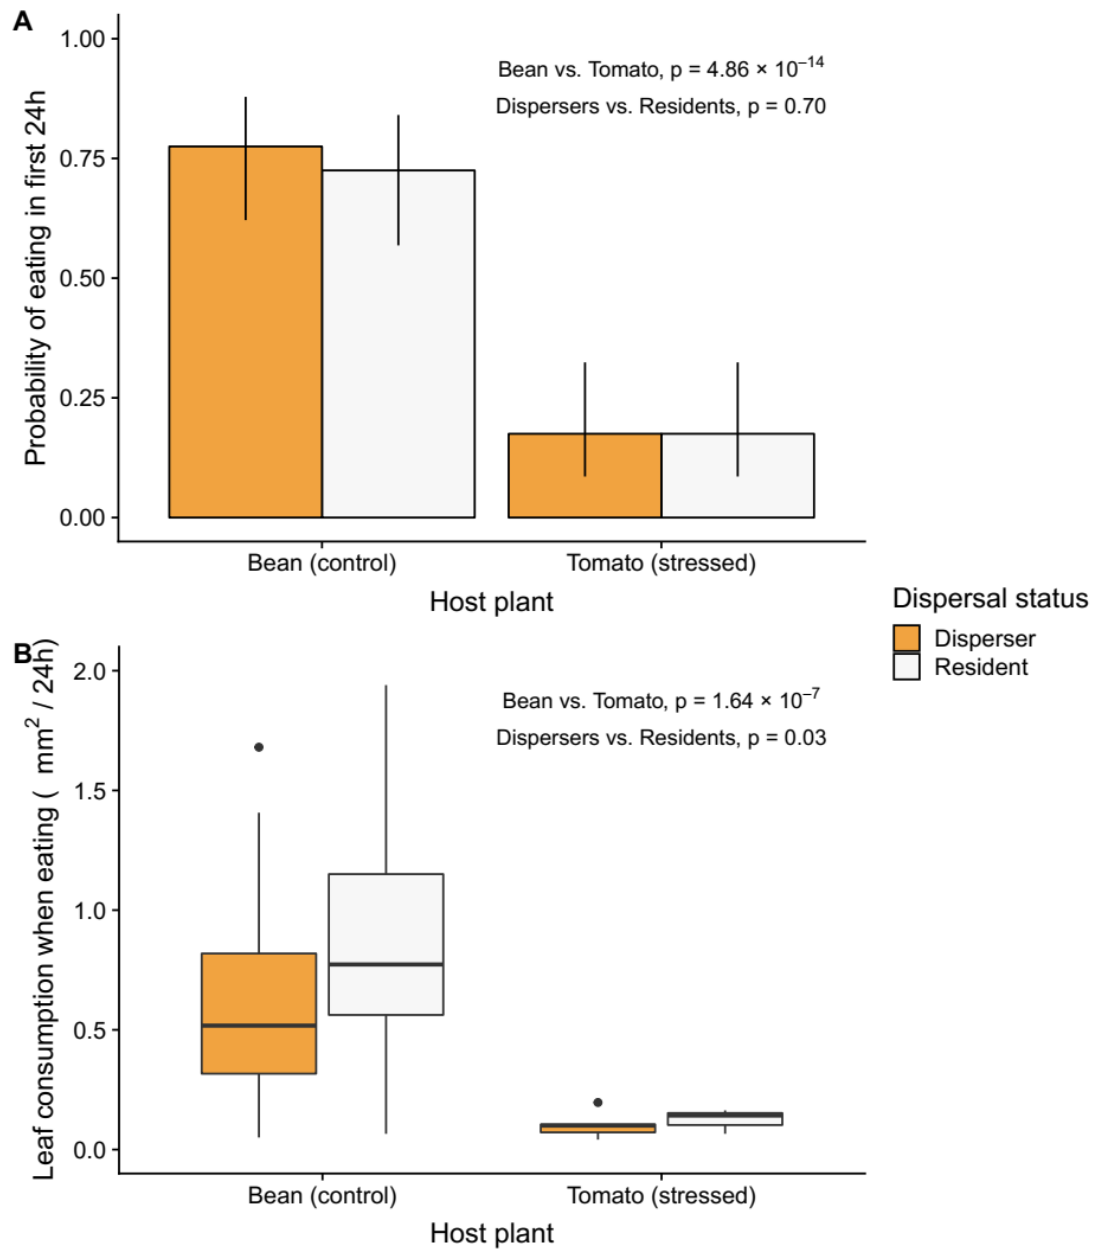 A
Probability of eating in first 24h
1.00
0.75
0.50
0.25
0.00
Bean vs. Tomato, p = 4.86 × 10⁻¹⁴
Dispersers vs. Residents, p = 0.70
Bean (control)
Tomato (stressed)
Host plant
Dispersal status
Disperser
Resident
B
Leaf consumption when eating ( mm² / 24h)
2.0
1.5
1.0
0.5
0.0
Bean vs. Tomato, p = 1.64 × 10⁻⁷
Dispersers vs. Residents, p = 0.03
Bean (control)
Tomato (stressed)
Host plant